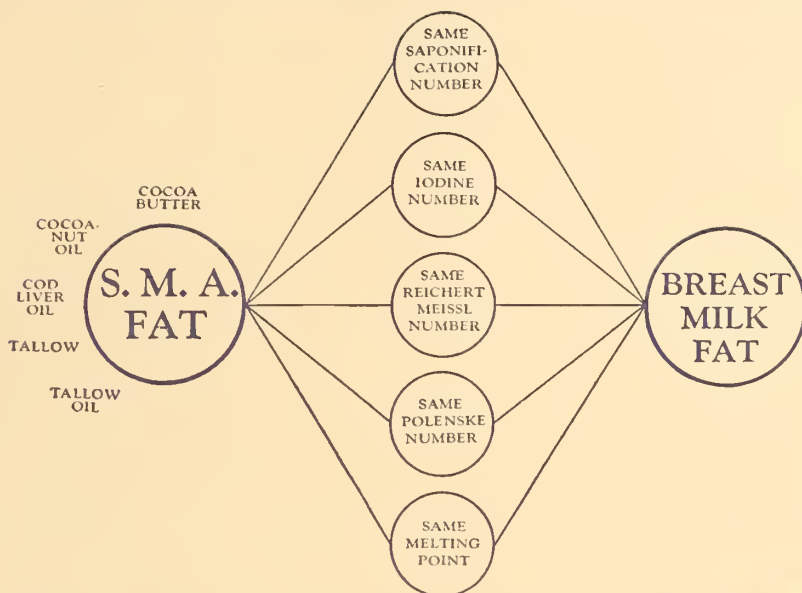 SAME
SAPONIFI-
CATION
NUMBER
SAME
IODINE
NUMBER
COCOA
BUTTER
COCOA-
NUT
OIL
COD
LIVER
OIL
TALLOW
TALLOW
OIL
S. M. A.
FAT
SAME
REICHERT
MEISSL
NUMBER
BREAST
MILK
FAT
SAME
POLENSKE
NUMBER
SAME
MELTING
POINT